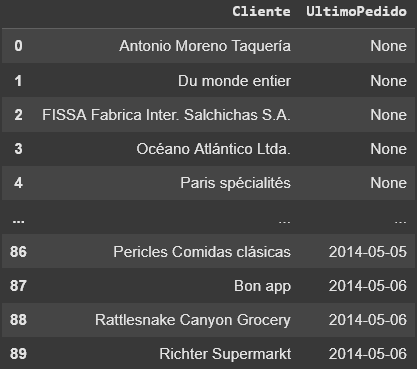 Cliente UltimoPedido
0 Antonio Moreno Taquería None
1 Du monde entier None
2 FISSA Fabrica Inter. Salchichas S.A. None
3 Océano Atlántico Ltda. None
4 Paris spécialités None
... ... ...
86 Pericles Comidas clásicas 2014-05-05
87 Bon app 2014-05-06
88 Rattlesnake Canyon Grocery 2014-05-06
89 Richter Supermarkt 2014-05-06